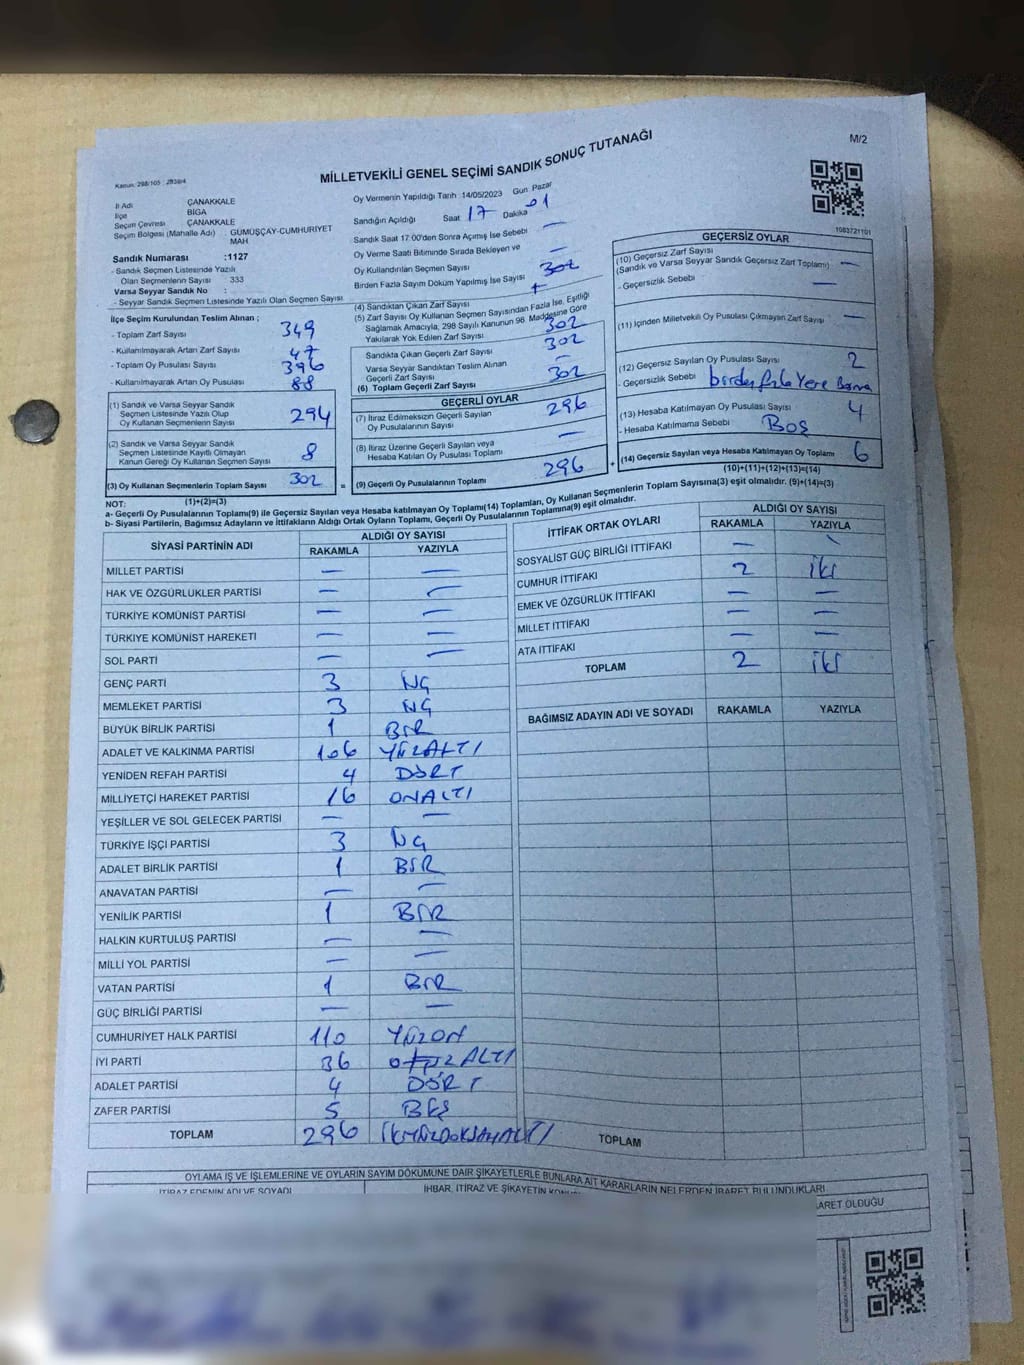 M/2
Kanun: 298/105 : 2839/4
MİLLETVEKİLİ GENEL SEÇİMİ SANDIK SONUÇ TUTANAĞI
1083721101
İl Adı ÇANAKKALE
İlçe BİGA
Seçim Çevresi ÇANAKKALE
Seçim Bölgesi (Mahalle Adı) : GÜMÜŞÇAY-CUMHURİYET MAH
Sandık Numarası :1127
- Sandık Seçmen Listesinde Yazılı
Olan Seçmenlerin Sayısı : 333
Varsa Seyyar Sandık No :
- Seyyar Sandık Seçmen Listesinde Yazılı Olan Seçmen Sayısı
İlçe Seçim Kurulundan Teslim Alınan ;
- Toplam Zarf Sayısı 349
- Kullanılmayarak Artan Zarf Sayısı 47
- Toplam Oy Pusulası Sayısı 396
- Kullanılmayarak Artan Oy Pusulası 88
(1) Sandık ve Varsa Seyyar Sandık
Seçmen Listesinde Yazılı Olup
Oy Kullanan Seçmenlerin Sayısı 294
(2) Sandık ve Varsa Seyyar Sandık
Seçmen Listesinde Kayıtlı Olmayan
Kanun Gereği Oy Kullanan Seçmen Sayısı 8
(3) Oy Kullanan Seçmenlerin Toplam Sayısı 302
(1)+(2)=(3)
Oy Vermenin Yapıldığı Tarih :14/05/2023 Gün :Pazar
Sandığın Açıldığı Saat 17 Dakika 01
Sandık Saat 17:00'den Sonra Açımış İse Sebebi —
Oy Verme Saati Bitiminde Sırada Bekleyen ve
Oy Kullandırılan Seçmen Sayısı —
Birden Fazla Sayım Döküm Yapılmış İse Sayısı
(4) Sandıktan Çıkan Zarf Sayısı 302
(5) Zarf Sayısı Oy Kullanan Seçmen Sayısından Fazla İse, Eşitliği
Sağlamak Amacıyla, 298 Sayılı Kanunun 98. Maddesine Göre
Yakılarak Yok Edilen Zarf Sayısı
Sandıkta Çıkan Geçerli Zarf Sayısı 302
Varsa Seyyar Sandıktan Teslim Alınan
Geçerli Zarf Sayısı —
(6) Toplam Geçerli Zarf Sayısı 302
GEÇERLİ OYLAR
(7) İtiraz Edilmeksizin Geçerli Sayılan
Oy Pusulalarının Sayısı 296
(8) İtiraz Üzerine Geçerli Sayılan veya
Hesaba Katılan Oy Pusulası Toplamı —
= (9) Geçerli Oy Pusulalarının Toplamı 296
GEÇERSİZ OYLAR
(10) Geçersiz Zarf Sayısı
(Sandık ve Varsa Seyyar Sandık Geçersiz Zarf Toplamı) —
- Geçersizlik Sebebi —
(11) İçinden Milletvekili Oy Pusulası Çıkmayan Zarf Sayısı —
(12) Geçersiz Sayılan Oy Pusulası Sayısı 2
- Geçersizlik Sebebi birden fazla yere Basma
(13) Hesaba Katılmayan Oy Pusulası Sayısı 4
- Hesaba Katılmama Sebebi BOŞ
+ (14) Geçersiz Sayılan veya Hesaba Katılmayan Oy Toplamı 6
(10)+(11)+(12)+(13)=(14)
NOT:
a- Geçerli Oy Pusulalarının Toplamı(9) ile Geçersiz Sayılan veya Hesaba katılmayan Oy Toplamı(14) Toplamları, Oy Kullanan Seçmenlerin Toplam Sayısına(3) eşit olmalıdır. (9)+(14)=(3)
b- Siyasi Partilerin, Bağımsız Adayların ve İttifakların Aldığı Ortak Oyların Toplamı, Geçerli Oy Pusulalarının Toplamına(9) eşit olmalıdır.
SİYASİ PARTİNİN ADI ALDIĞI OY SAYISI
RAKAMLA YAZIYLA
MİLLET PARTİSİ — —
HAK VE ÖZGÜRLÜKLER PARTİSİ — —
TÜRKİYE KOMÜNİST PARTİSİ — —
TÜRKİYE KOMÜNİST HAREKETİ — —
SOL PARTİ — —
GENÇ PARTİ 3 ÜÇ
MEMLEKET PARTİSİ 3 ÜÇ
BÜYÜK BİRLİK PARTİSİ 1 BİR
ADALET VE KALKINMA PARTİSİ 106 YÜZALTI
YENİDEN REFAH PARTİSİ 4 DÖRT
MİLLİYETÇİ HAREKET PARTİSİ 16 ONALTI
YEŞİLLER VE SOL GELECEK PARTİSİ — —
TÜRKİYE İŞÇİ PARTİSİ 3 ÜÇ
ADALET BİRLİK PARTİSİ 1 BİR
ANAVATAN PARTİSİ — —
YENİLİK PARTİSİ 1 BİR
HALKIN KURTULUŞ PARTİSİ — —
MİLLİ YOL PARTİSİ — —
VATAN PARTİSİ 1 BİR
GÜÇ BİRLİĞİ PARTİSİ — —
CUMHURİYET HALK PARTİSİ 110 YÜZON
İYİ PARTİ 36 OTUZ ALTI
ADALET PARTİSİ 4 DÖRT
ZAFER PARTİSİ 5 BEŞ
TOPLAM 296 İKİYÜZDOKSANALTI
İTTİFAK ORTAK OYLARI ALDIĞI OY SAYISI
RAKAMLA YAZIYLA
SOSYALİST GÜÇ BİRLİĞİ İTTİFAKI — —
CUMHUR İTTİFAKI 2 İKİ
EMEK VE ÖZGÜRLÜK İTTİFAKI — —
MİLLET İTTİFAKI — —
ATA İTTİFAKI — —
TOPLAM 2 İKİ
BAĞIMSIZ ADAYIN ADI VE SOYADI RAKAMLA YAZIYLA
TOPLAM
OYLAMA İŞ VE İŞLEMLERİNE VE OYLARIN SAYIM DÖKÜMÜNE DAİR ŞİKAYETLERLE BUNLARA AİT KARARLARIN NELERDEN İBARET BULUNDUKLARI
İTİRAZ EDENİN ADI VE SOYADI İHBAR, İTİRAZ VE ŞİKAYETİN
OLDUĞU